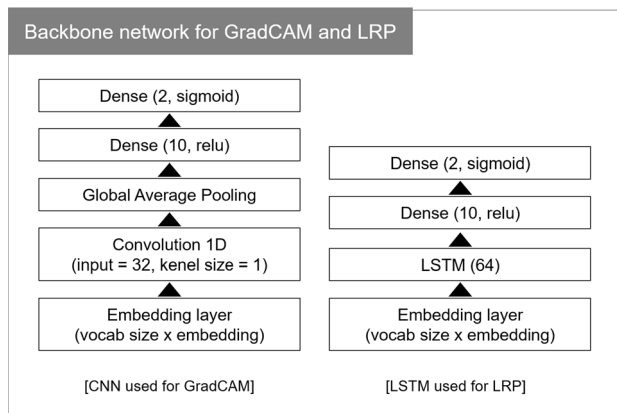 Backbone network for GradCAM and LRP
Dense (2, sigmoid)
Dense (10, relu)
Global Average Pooling
Convolution 1D
(input = 32, kenel size = 1)
Embedding layer
(vocab size x embedding)
[CNN used for GradCAM]
Dense (2, sigmoid)
Dense (10, relu)
LSTM (64)
Embedding layer
(vocab size x embedding)
[LSTM used for LRP]